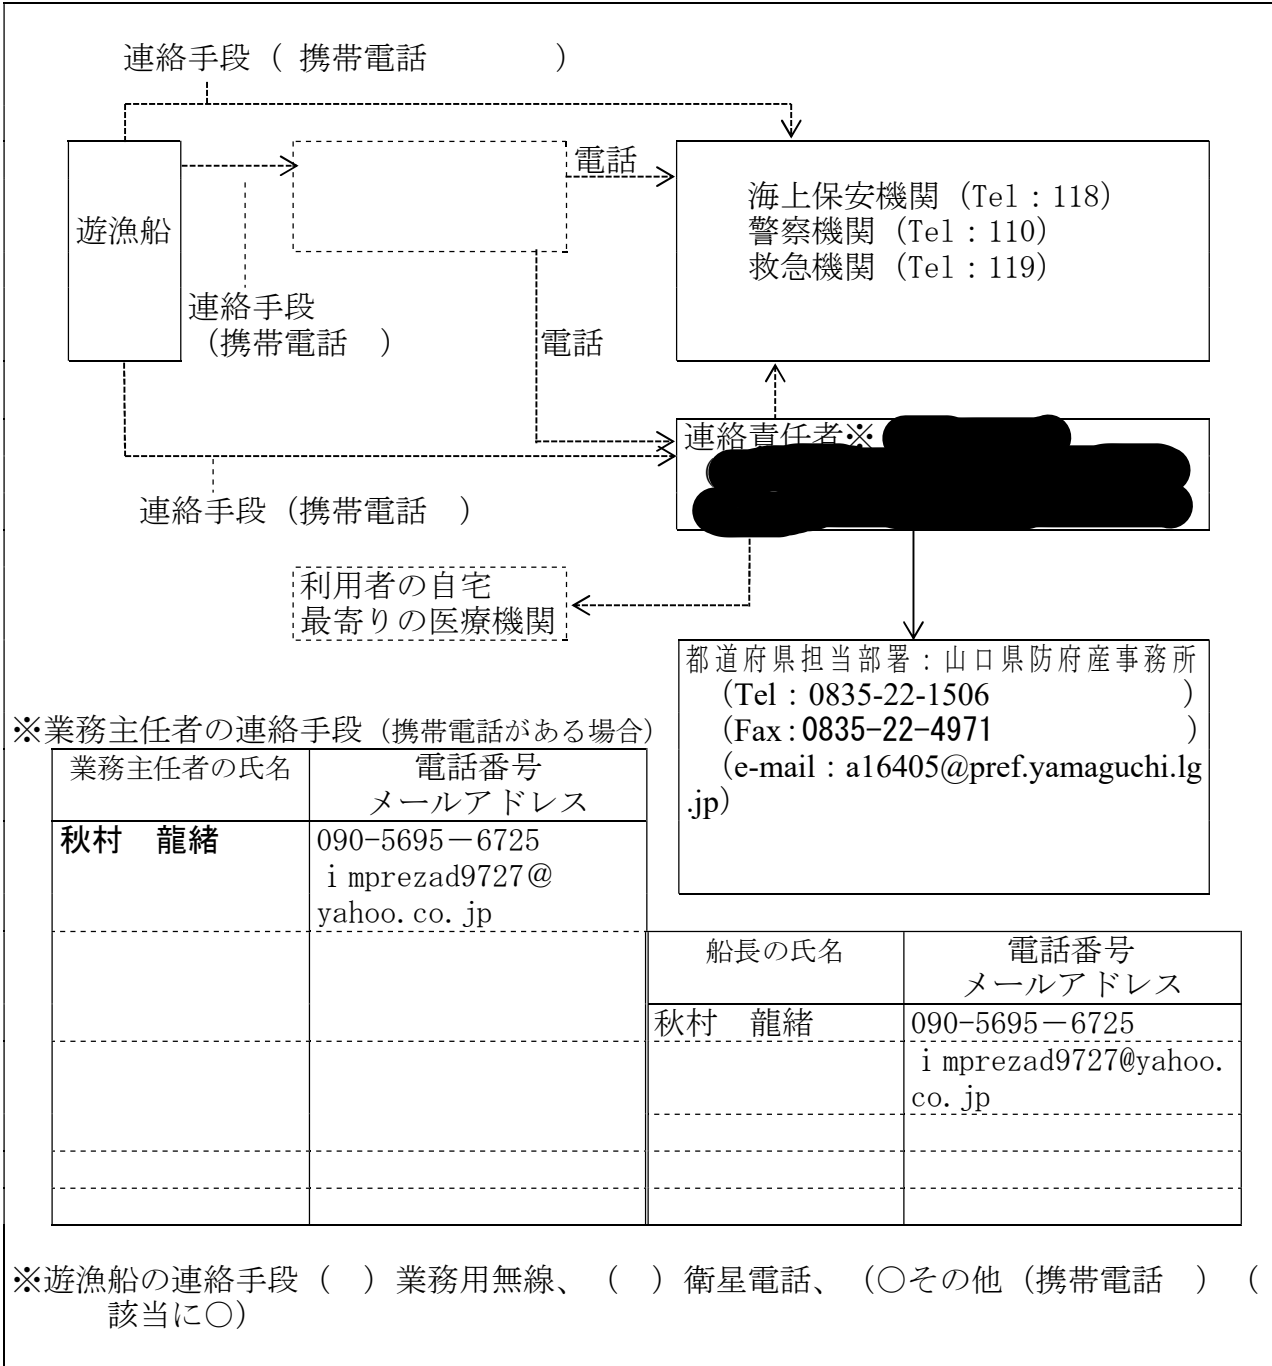 連絡手段（ 携帯電話　　　　）
電話
海上保安機関（Tel：118）
警察機関（Tel：110）
救急機関（Tel：119）
遊漁船
連絡手段
（携帯電話　）
電話
連絡責任者※
連絡手段（携帯電話　）
利用者の自宅
最寄りの医療機関
都道府県担当部署：山口県防府産事務所
（Tel：0835-22-1506　　　　　　）
（Fax：0835−22−4971　　　　　　）
（e-mail：a16405@pref.yamaguchi.lg
.jp）
※業務主任者の連絡手段（携帯電話がある場合）
業務主任者の氏名
電話番号
メールアドレス
秋村　龍緒
090-5695－6725
ｉmprezad9727＠
yahoo.co.jp
船長の氏名
電話番号
メールアドレス
秋村　龍緒
090-5695－6725
ｉmprezad9727@yahoo.
co.jp
※遊漁船の連絡手段（　）業務用無線、（　）衛星電話、（○その他（携帯電話　）（
該当に○）